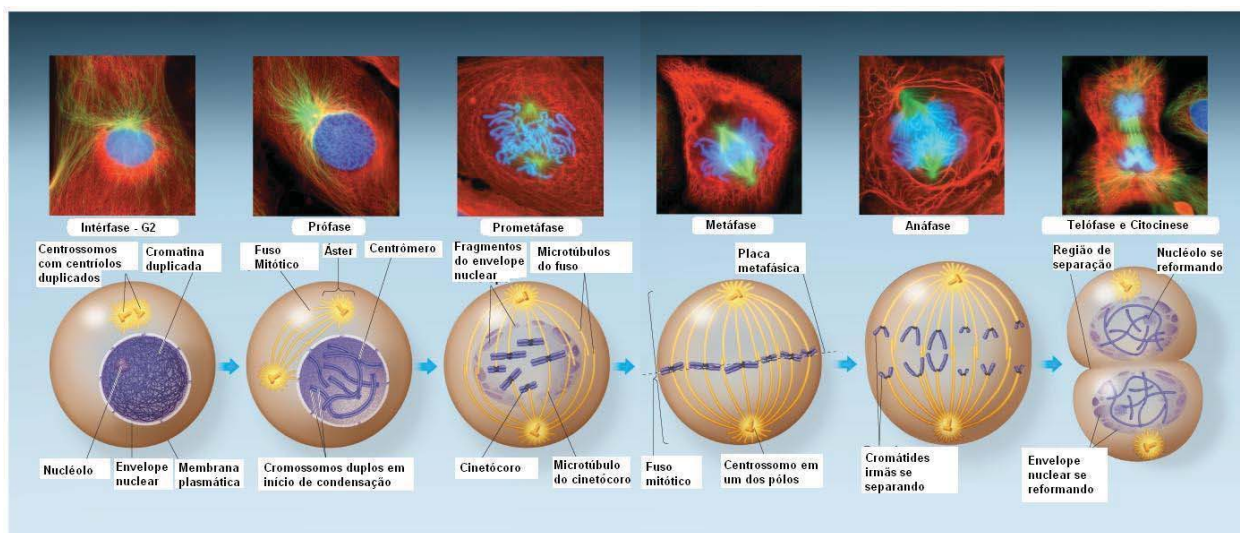 Intérfase - G2
Prófase
Prometáfase
Metáfase
Anáfase
Telófase e Citocinese
Centrossomos
com centríolos
duplicados
Cromatina
duplicada
Nucléolo
Envelope
nuclear
Membrana
plasmática
Fuso
Mitótico
Áster
Centrómero
Cromossomos duplos em
início de condensação
Fragmentos
do envelope
nuclear
Microtúbulos
do fuso
Cinetócoro
Microtúbulo
do cinetócoro
Placa
metafásica
Fuso
mitótico
Centrossomo em
um dos pólos
Cromátides
irmãs se
separando
Região de
separação
Nucléolo se
reformando
Envelope
nuclear se
reformando